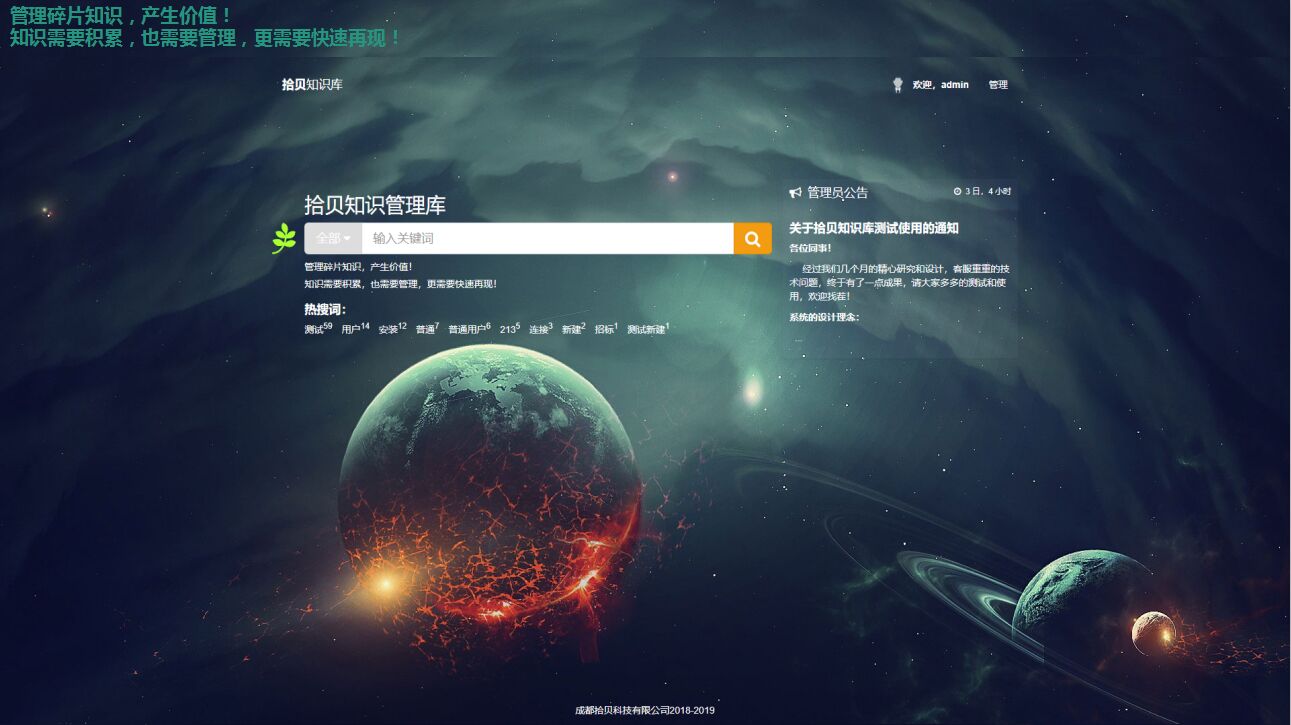 管理碎片知识，产生价值！
知识需要积累，也需要管理，更需要快速再现！
拾贝知识库
欢迎，admin 管理
拾贝知识管理库
全部 输入关键词
管理碎片知识，产生价值！
知识需要积累，也需要管理，更需要快速再现！
热搜词：
测试59 用户14 安装12 普通7 普通用户6 2135 连接3 新建2 招标1 测试新建1
管理员公告 3 日，4 小时
关于拾贝知识库测试使用的通知
各位同事！
经过我们几个月的精心研究和设计，客服重重的技
术问题，终于有了一点成果，请大家多多的测试和使
用，欢迎找茬！
系统的设计理念：
...
成都拾贝科技有限公司2018-2019